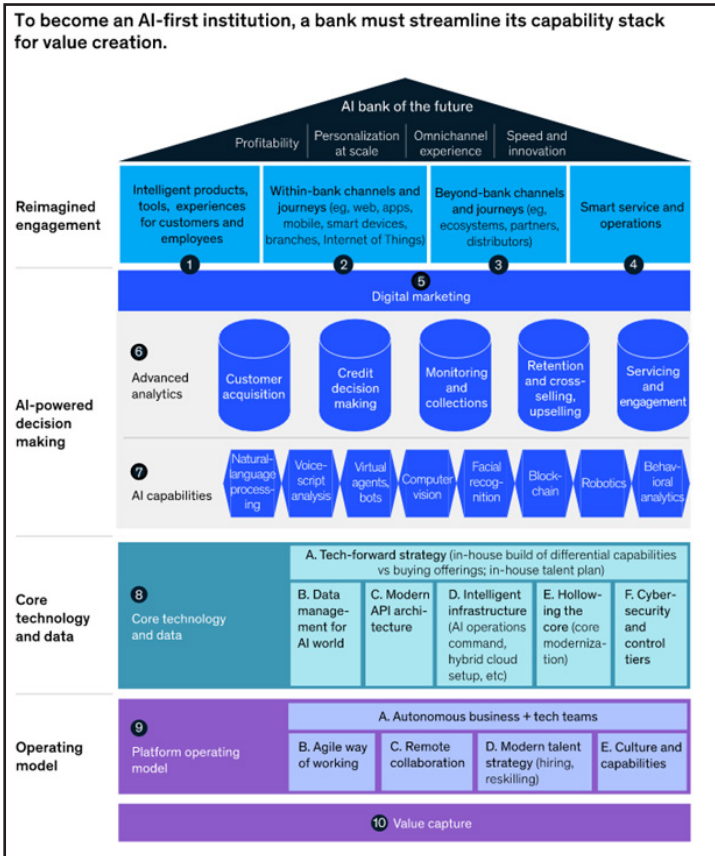 To become an AI-first institution, a bank must streamline its capability stack
for value creation.
AI bank of the future
Profitability
Personalization
at scale
Omnichannel
experience
Speed and
innovation
Reimagined
engagement
Intelligent products,
tools, experiences
for customers and
employees
1
Within-bank channels and
journeys (eg, web, apps,
mobile, smart devices,
branches, Internet of Things)
2
Beyond-bank channels
and journeys (eg,
ecosystems, partners,
distributors)
3
Smart service and
operations
4
AI-powered
decision
making
5
Digital marketing
6
Advanced
analytics
Customer
acquisition
Credit
decision
making
Monitoring
and
collections
Retention
and cross-
selling,
upselling
Servicing
and
engagement
7
AI capabilities
Natural-
language
process-
ing
Voice-
script
analysis
Virtual
agents,
bots
Computer
vision
Facial
recog-
nition
Block-
chain
Robotics
Behav-
ioral
analytics
Core
technology
and data
8
Core technology
and data
A. Tech-forward strategy (in-house build of differential capabilities
vs buying offerings; in-house talent plan)
B. Data
manage-
ment for
AI world
C. Modern
API archi-
tecture
D. Intelligent
infrastructure
(AI operations
command,
hybrid cloud
setup, etc)
E. Hollow-
ing the
core (core
moderniza-
tion)
F. Cyber-
security
and
control
tiers
Operating
model
9
Platform operating
model
A. Autonomous business + tech teams
B. Agile way
of working
C. Remote
collaboration
D. Modern talent
strategy (hiring,
reskilling)
E. Culture and
capabilities
10 Value capture